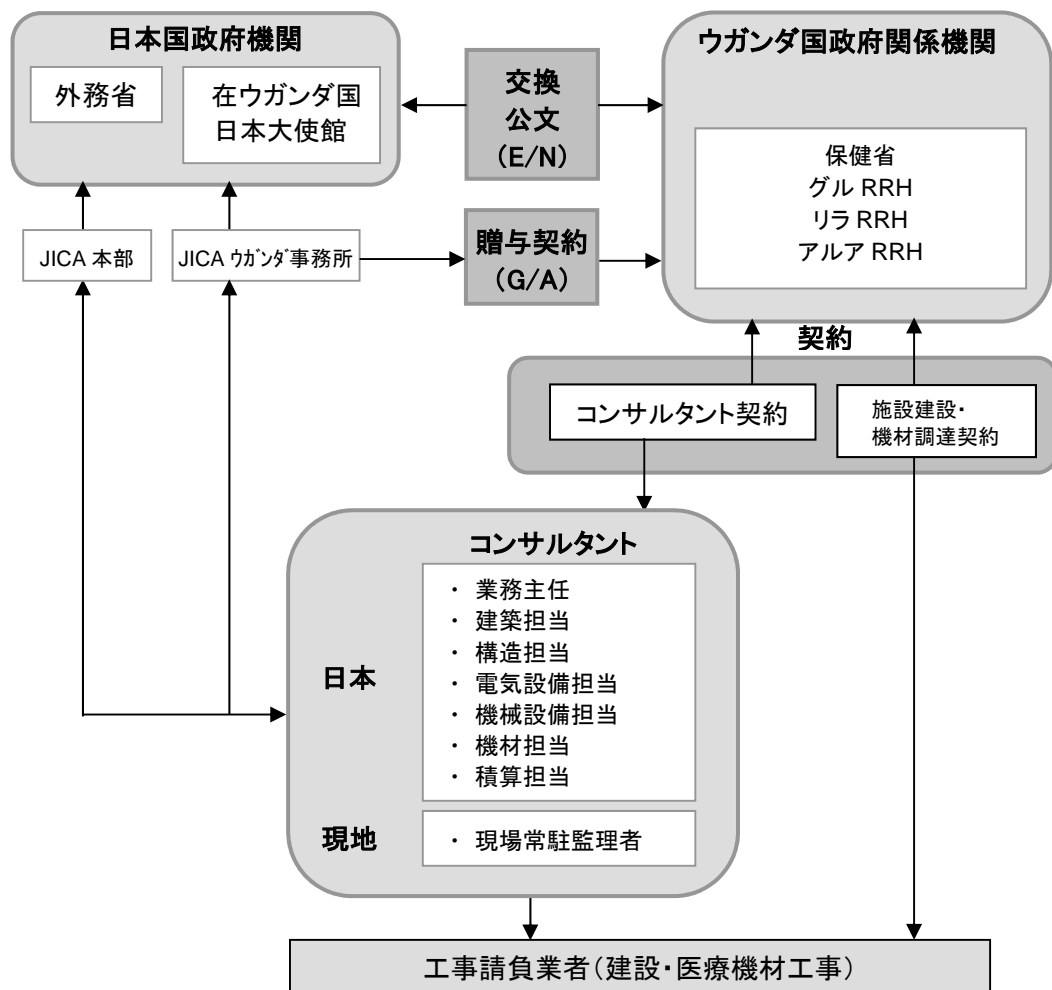 日本国政府機関
外務省
在ウガンダ国
日本大使館
交換
公文
(E/N)
ウガンダ国政府関係機関
保健省
グル RRH
リラ RRH
アルア RRH
JICA 本部
JICA ウガンダ事務所
贈与契約
(G/A)
契約
コンサルタント契約
施設建設・
機材調達契約
コンサルタント
日本
・ 業務主任
・ 建築担当
・ 構造担当
・ 電気設備担当
・ 機械設備担当
・ 機材担当
・ 積算担当
現地
・ 現場常駐監理者
工事請負業者(建設・医療機材工事)